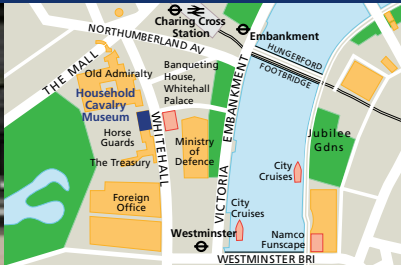 Charing Cross
Station
NORTHUMBERLAND AV
Embankment
HUNGERFORD
FOOTBRIDGE
THE MALL
Old Admiralty
Banqueting
House,
Whitehall
Palace
Household
Cavalry
Museum
Horse
Guards
WHITEHALL
Ministry
of
Defence
The Treasury
VICTORIA EMBANKMENT
Jubilee
Gdns
City
Cruises
Foreign
Office
City
Cruises
Westminster
Namco
Funscape
WESTMINSTER BRI